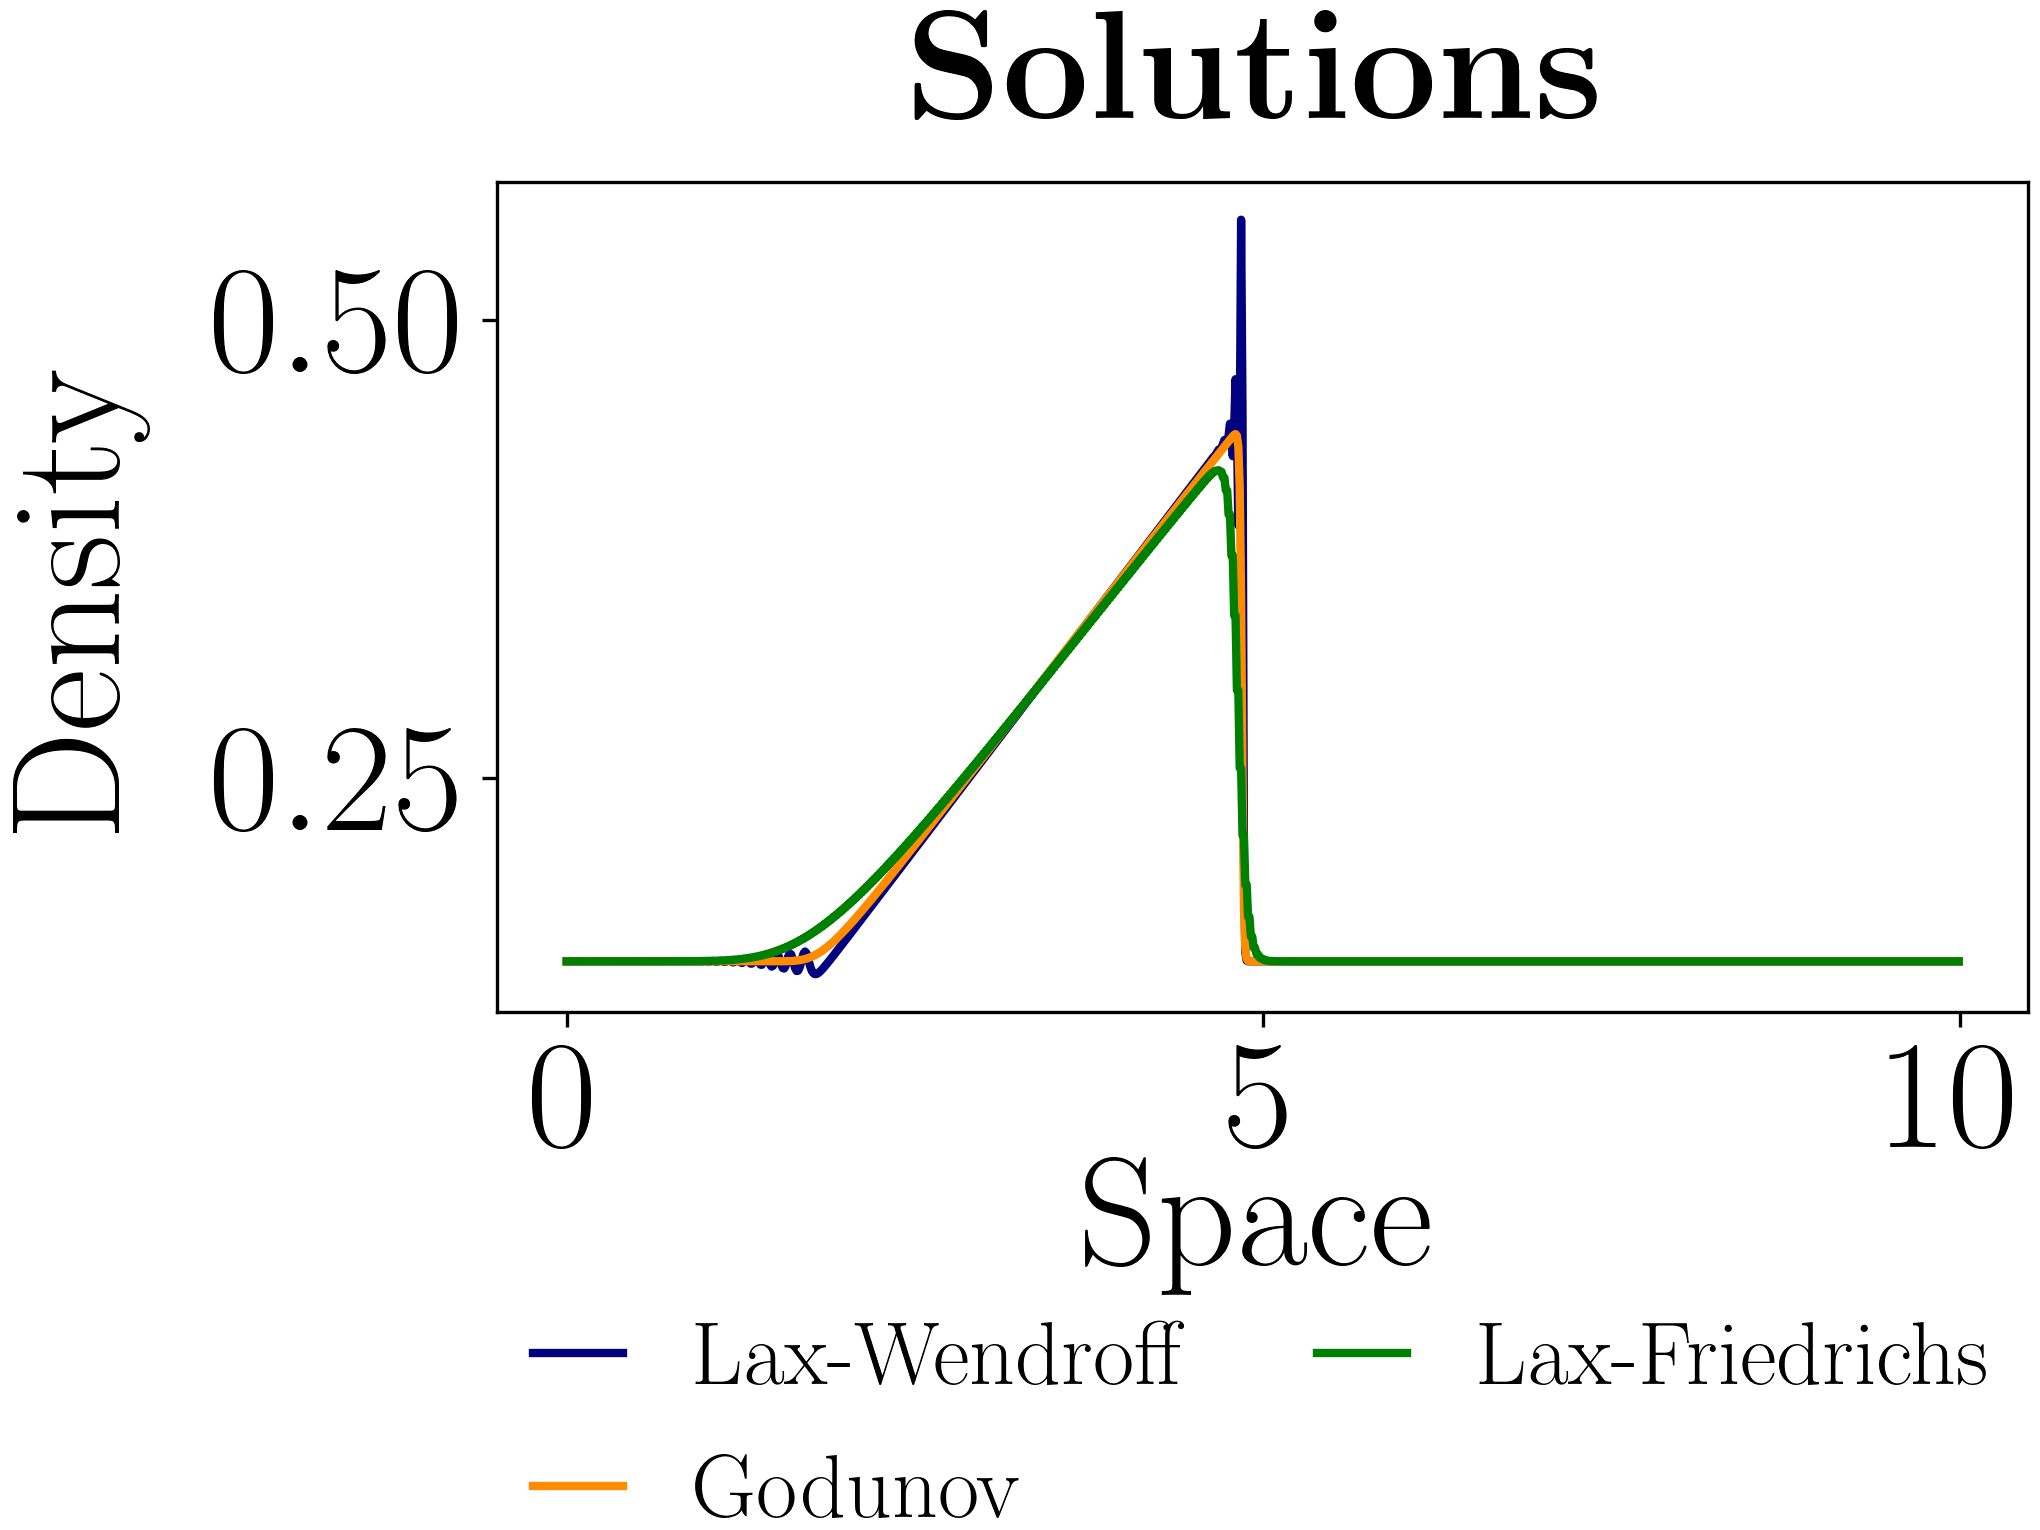 Solutions
Density
0.50
0.25
0 5 10
Space
Lax-Wendroff Lax-Friedrichs
Godunov